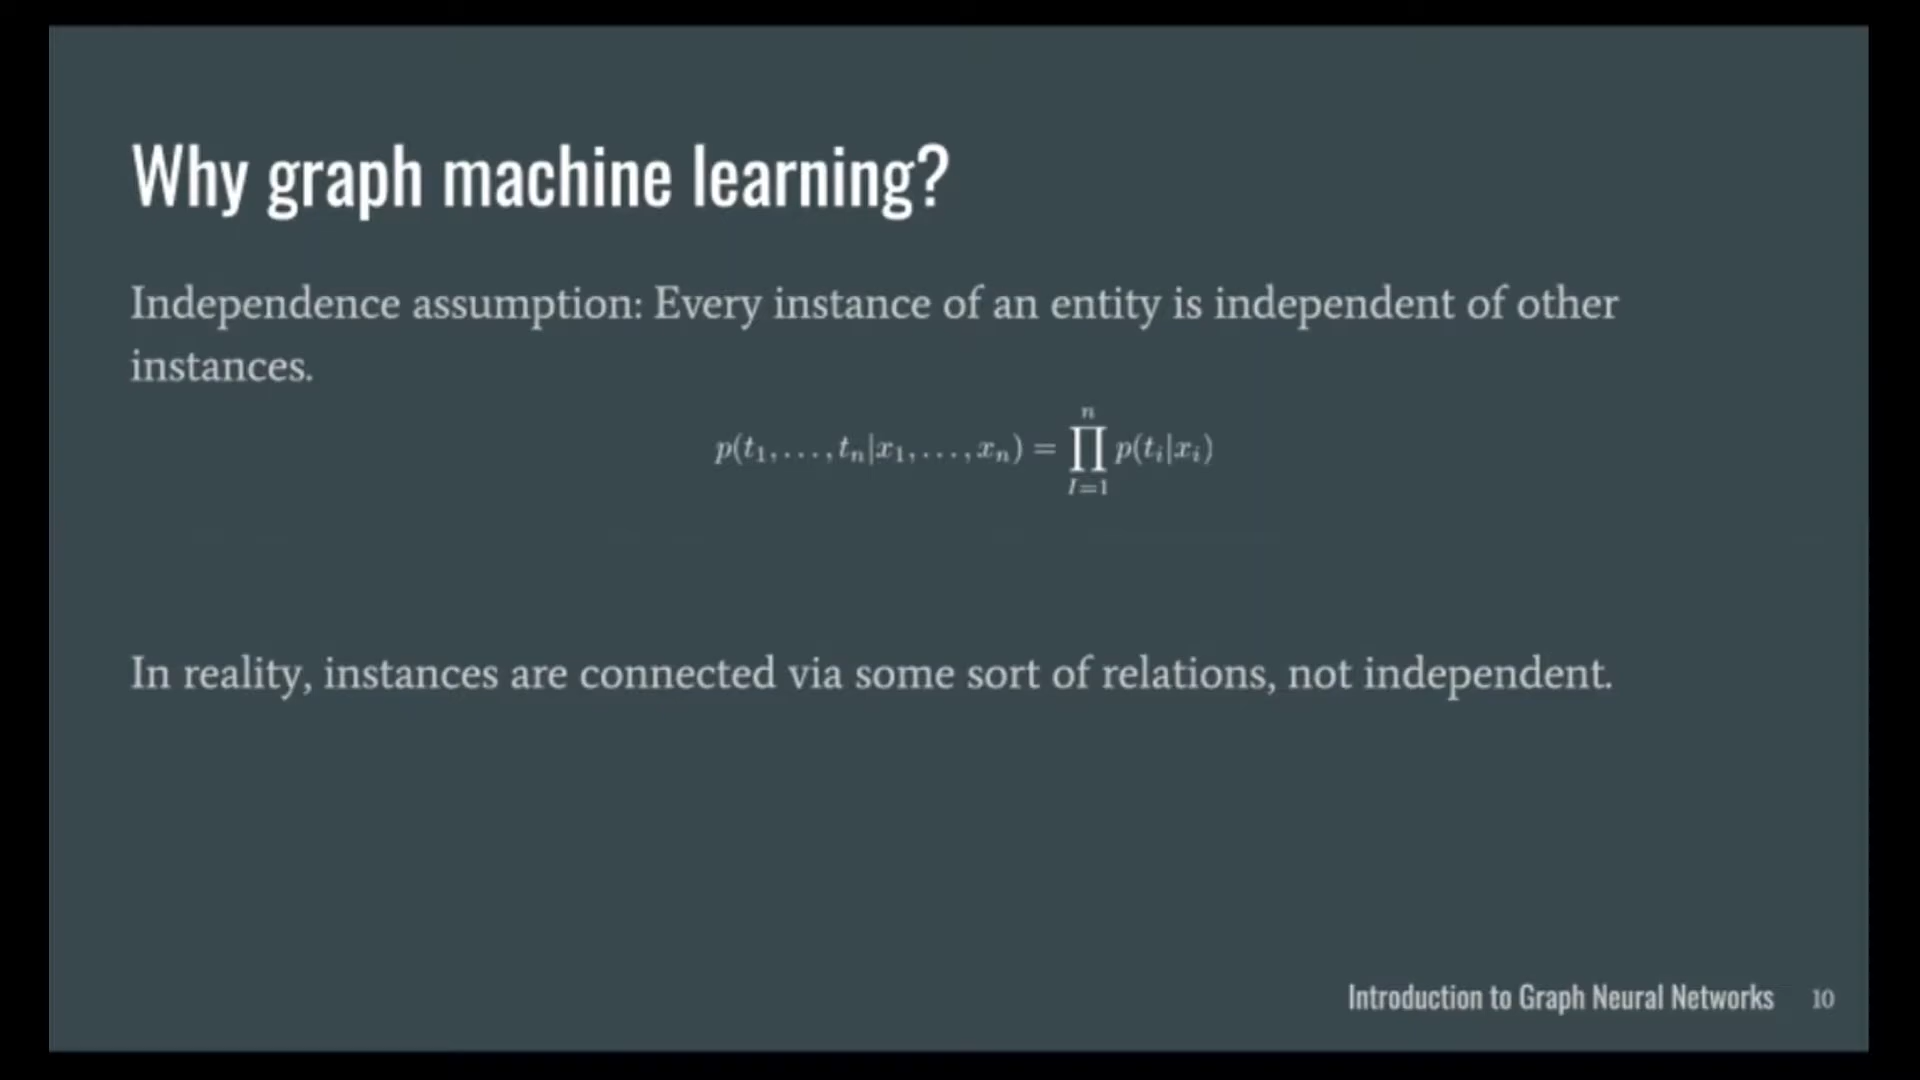 Why graph machine learning?
Independence assumption: Every instance of an entity is independent of other
instances.
p(t₁, . . . , tₙ|x₁, . . . , xₙ) = ∏ₗ₌₁ⁿ p(tᵢ|xᵢ)
In reality, instances are connected via some sort of relations, not independent.
Introduction to Graph Neural Networks 10